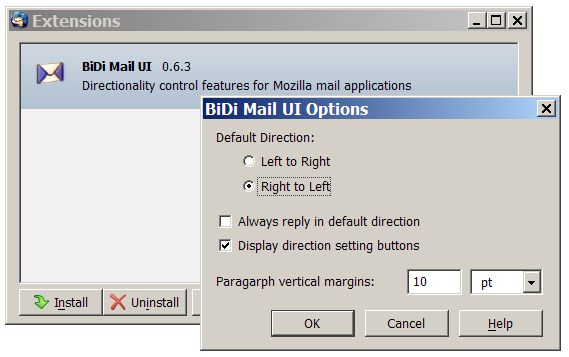 Extensions
BiDi Mail UI 0.6.3
Directionality control features for Mozilla mail applications
BiDi Mail UI Options
Default Direction:
Left to Right
Right to Left
Always reply in default direction
Display direction setting buttons
Paragarph vertical margins: 10 pt
Install Uninstall
OK Cancel Help